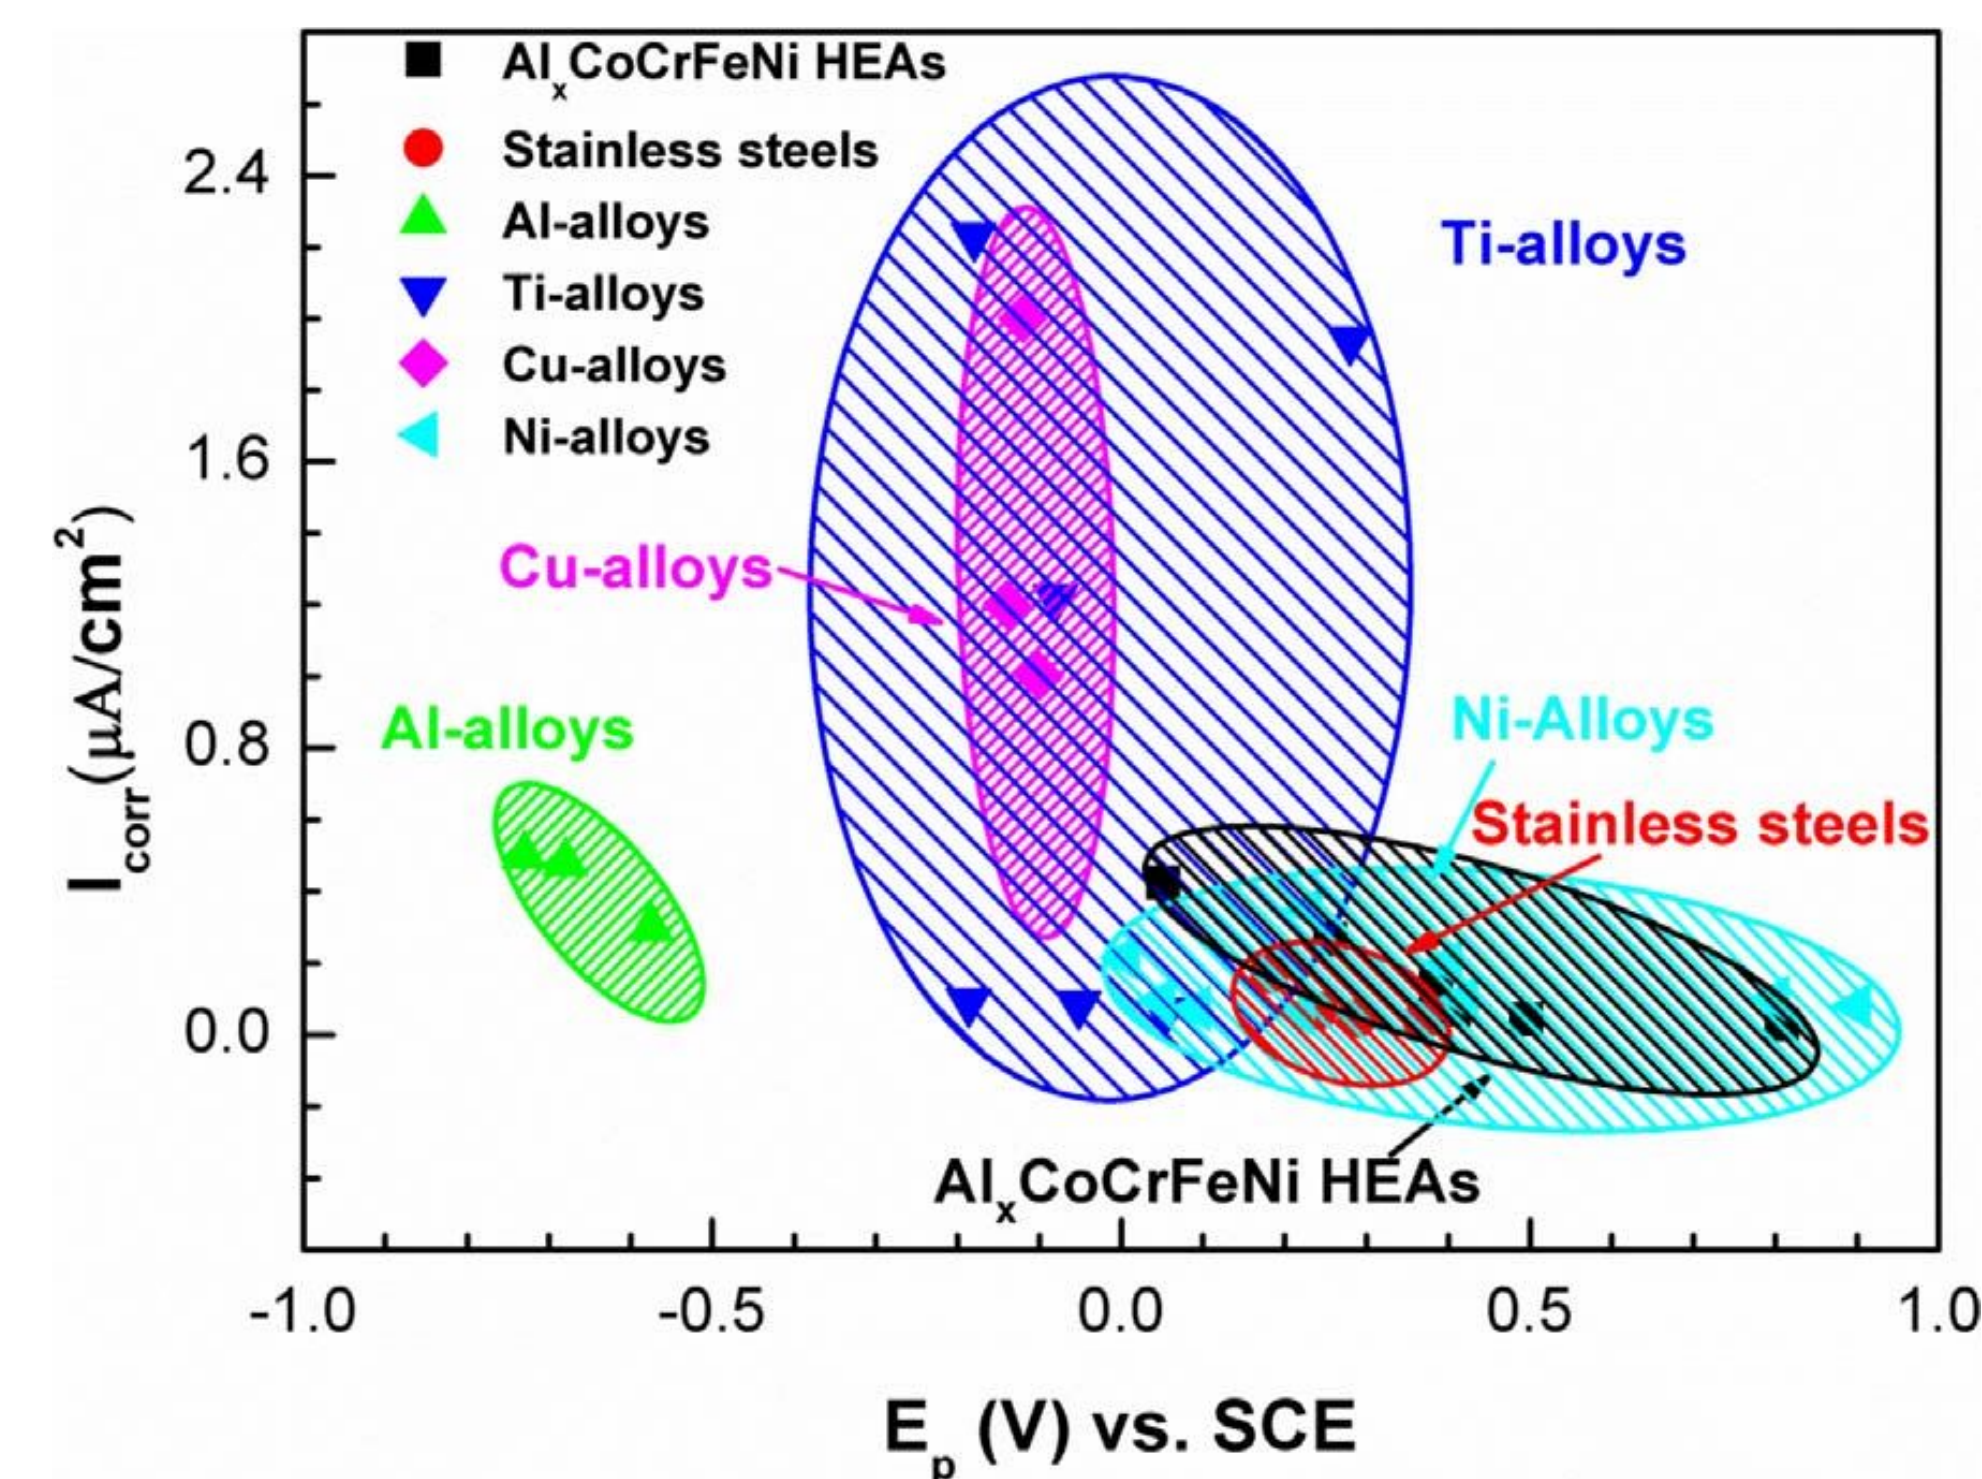 AlxCoCrFeNi HEAs
Stainless steels
Al-alloys
Ti-alloys
Cu-alloys
Ni-alloys
2.4
1.6
0.8
0.0
Icorr(μA/cm²)
Ti-alloys
Cu-alloys
Al-alloys
Ni-Alloys
Stainless steels
AlxCoCrFeNi HEAs
-1.0 -0.5 0.0 0.5 1.0
Ep (V) vs. SCE